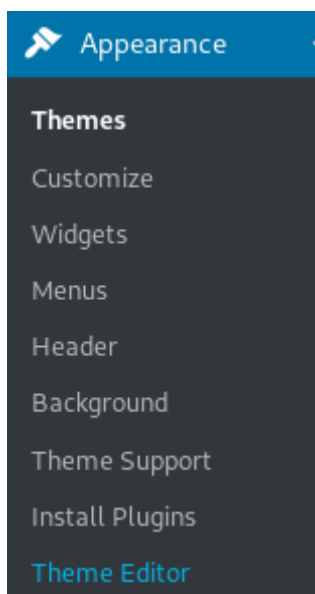 Appearance
Themes
Customize
Widgets
Menus
Header
Background
Theme Support
Install Plugins
Theme Editor